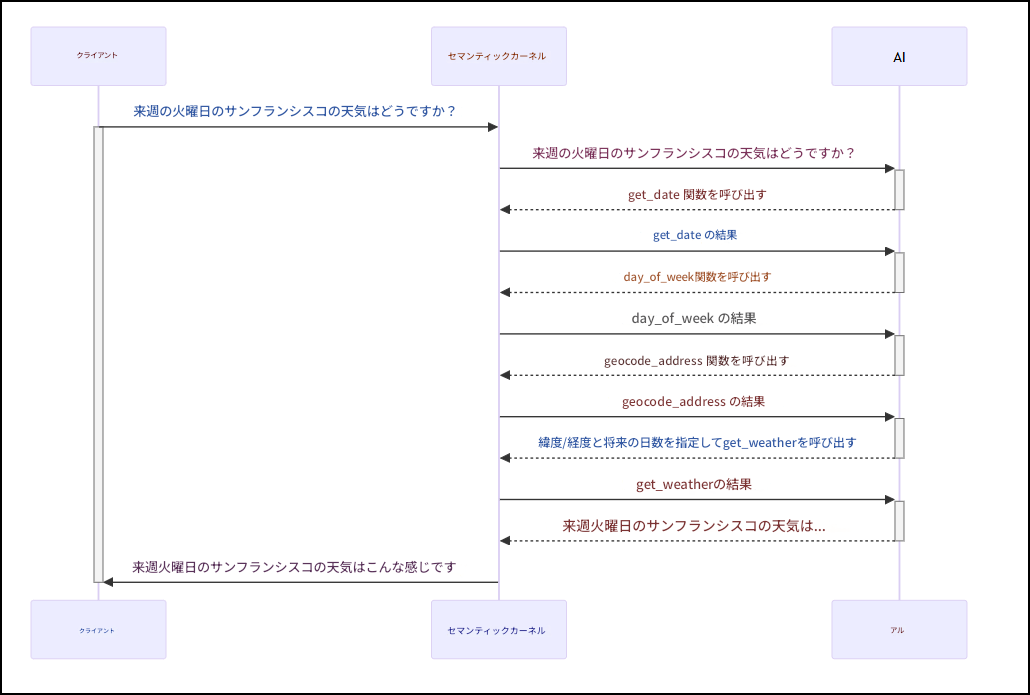 クライアント
セマンティックカーネル
AI
来週の火曜日のサンフランシスコの天気はどうですか？
来週の火曜日のサンフランシスコの天気はどうですか？
get_date 関数を呼び出す
get_date の結果
day_of_week関数を呼び出す
day_of_week の結果
geocode_address 関数を呼び出す
geocode_address の結果
緯度/経度と将来の日数を指定してget_weatherを呼び出す
get_weatherの結果
来週火曜日のサンフランシスコの天気は...
来週火曜日のサンフランシスコの天気はこんな感じです
クライアント
セマンティックカーネル
アル